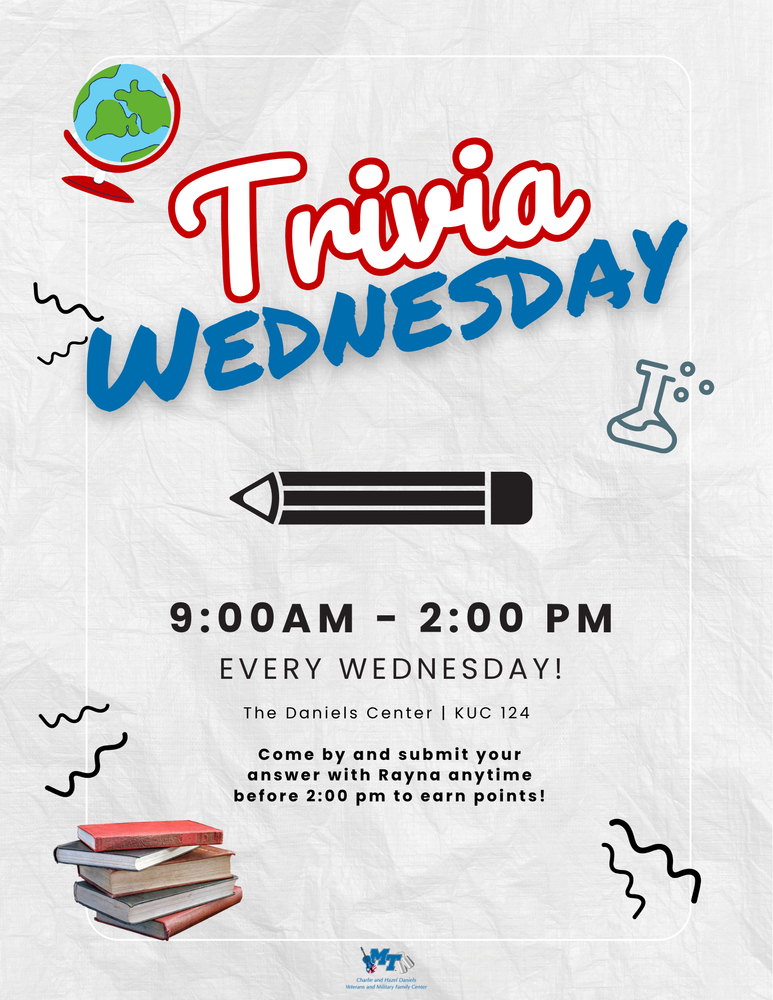 Trivia
WEDNESDAY
9:00AM - 2:00 PM
EVERY WEDNESDAY!
The Daniels Center | KUC 124
Come by and submit your
answer with Rayna anytime
before 2:00 pm to earn points!
MT
Charlie and Hazel Daniels
Veterans and Military Family Center